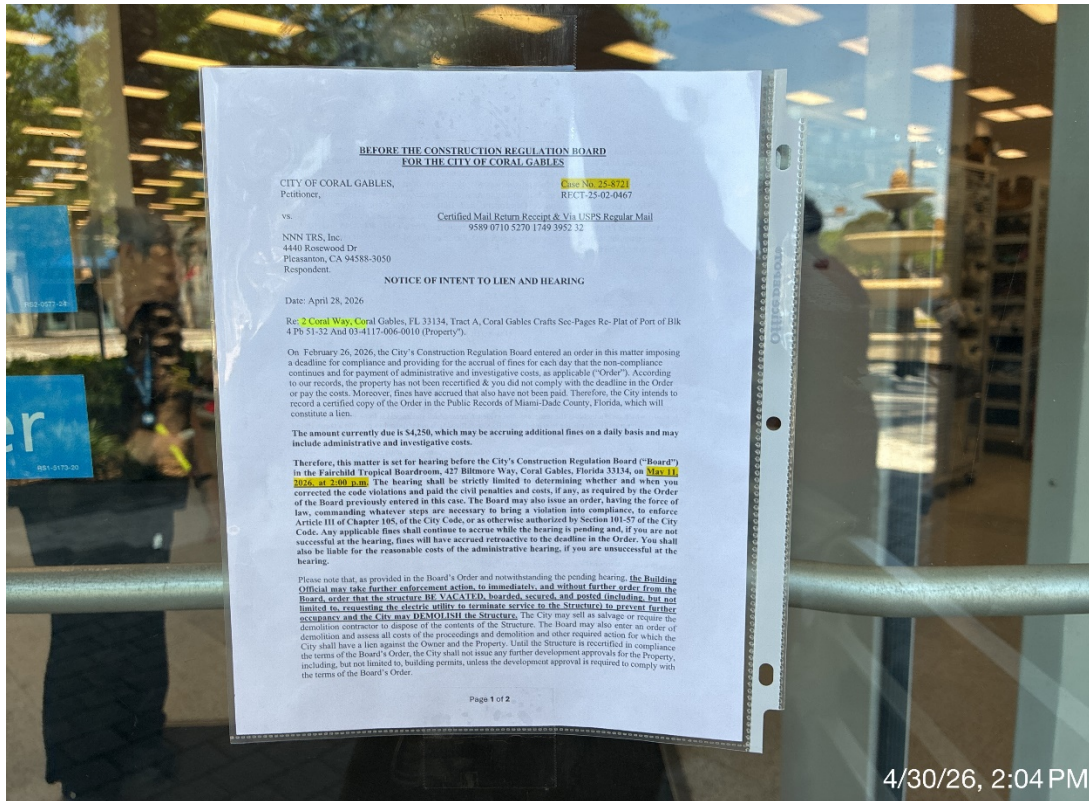 BEFORE THE CONSTRUCTION REGULATION BOARD
FOR THE CITY OF CORAL GABLES
CITY OF CORAL GABLES,
Petitioner,
Case No. 25-8721
RECT-25-02-0467
vs.
Certified Mail Return Receipt & Via USPS Regular Mail
9589 0710 5270 1749 3952 32
NNN TRS, Inc.
4440 Rosewood Dr
Pleasanton, CA 94588-3050
Respondent.
NOTICE OF INTENT TO LIEN AND HEARING
Date: April 28, 2026
Re: 2 Coral Way, Coral Gables, FL 33134, Tract A, Coral Gables Crafts Sec-Pages Re- Plat of Port of Blk
4 Pb 51-32 And 03-4117-006-0010 (Property").
On February 26, 2026, the City's Construction Regulation Board entered an order in this matter imposing
a deadline for compliance and providing for the accrual of fines for each day that the non-compliance
continues and for payment of administrative and investigative costs, as applicable ("Order"). According
to our records, the property has not been recertified & you did not comply with the deadline in the Order
or pay the costs. Moreover, fines have accrued that also have not been paid. Therefore, the City intends to
record a certified copy of the Order in the Public Records of Miami-Dade County, Florida, which will
constitute a lien.
The amount currently due is $4,250, which may be accruing additional fines on a daily basis and may
include administrative and investigative costs.
Therefore, this matter is set for hearing before the City's Construction Regulation Board ("Board")
in the Fairchild Tropical Boardroom, 427 Biltmore Way, Coral Gables, Florida 33134, on May 11,
2026, at 2:00 p.m. The hearing shall be strictly limited to determining whether and when you
corrected the code violations and paid the civil penalties and costs, if any, as required by the Order
of the Board previously entered in this case. The Board may also issue an order, having the force of
law, commanding whatever steps are necessary to bring a violation into compliance, to enforce
Article III of Chapter 105, of the City Code, or as otherwise authorized by Section 101-57 of the City
Code. Any applicable fines shall continue to accrue while the hearing is pending and, if you are not
successful at the hearing, fines will have accrued retroactive to the deadline in the Order. You shall
also be liable for the reasonable costs of the administrative hearing, if you are unsuccessful at the
hearing.
Please note that, as provided in the Board's Order and notwithstanding the pending hearing, the Building
Official may take further enforcement action, to immediately, and without further order from the
Board, order that the structure BE VACATED, boarded, secured, and posted (including, but not
limited to, requesting the electric utility to terminate service to the Structure) to prevent further
occupancy and the City may DEMOLISH the Structure. The City may sell as salvage or require the
demolition contractor to dispose of the contents of the Structure. The Board may also enter an order of
demolition and assess all costs of the proceedings and demolition and other required action for which the
City shall have a lien against the Owner and the Property. Until the Structure is recertified in compliance
the terms of the Board's Order, the City shall not issue any further development approvals for the Property,
including, but not limited to, building permits, unless the development approval is required to comply with
the terms of the Board's Order.
Page 1 of 2
er
RS1-5173-20
4/30/26, 2:04 PM